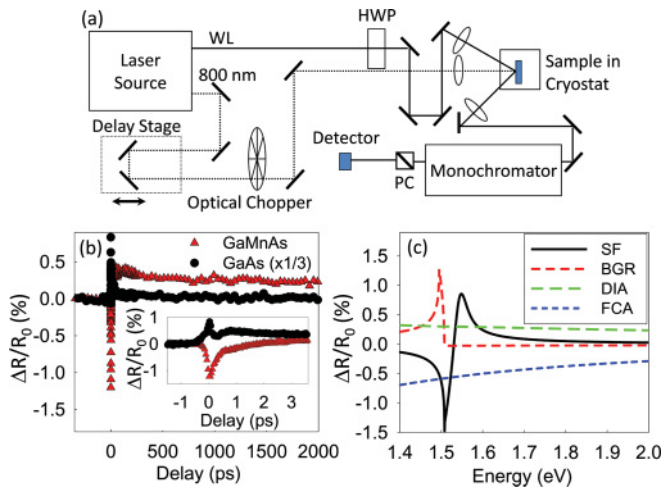 (a)
Laser
Source
WL
800 nm
HWP
Sample in
Cryostat
Delay Stage
Optical Chopper
Detector
PC
Monochromator
(b)
GaMnAs
GaAs (x1/3)
ΔR/R0 (%)
0.5
0.0
-0.5
-1.0
-1.5
0 500 1000 1500 2000
Delay (ps)
ΔR/R0 (%)
1
0
-1
-1 0 1 2 3
Delay (ps)
(c)
SF
BGR
DIA
FCA
ΔR/R0 (%)
1.5
1.0
0.5
0.0
-0.5
-1.0
-1.5
1.4 1.5 1.6 1.7 1.8 1.9 2.0
Energy (eV)